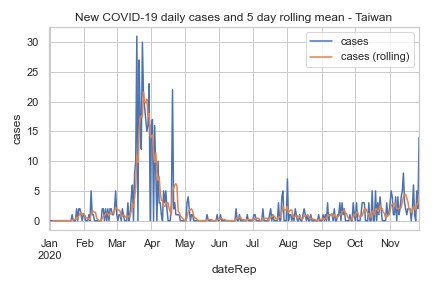 New COVID-19 daily cases and 5 day rolling mean - Taiwan
cases
cases (rolling)
30
25
20
15
10
5
0
cases
Jan Feb Mar Apr May Jun Jul Aug Sep Oct Nov
2020
dateRep